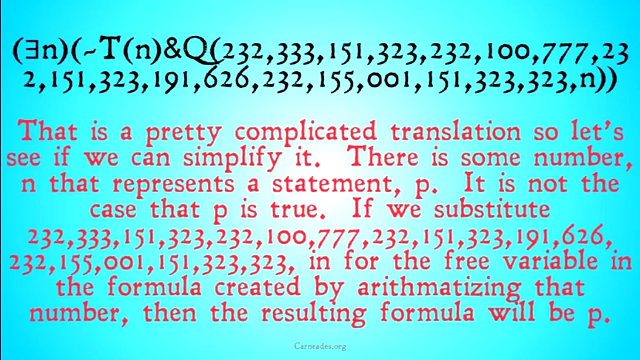 (∃n)(~T(n)&Q(232,333,151,323,232,100,777,23
2,151,323,191,626,232,155,001,151,323,323,n))
That is a pretty complicated translation so let's
see if we can simplify it. There is some number,
n that represents a statement, p. It is not the
case that p is true. If we substitute
232,333,151,323,232,100,777,232,151,323,191,626,
232,155,001,151,323,323, in for the free variable in
the formula created by arithmatizing that
number, then the resulting formula will be p.
Carneades.org